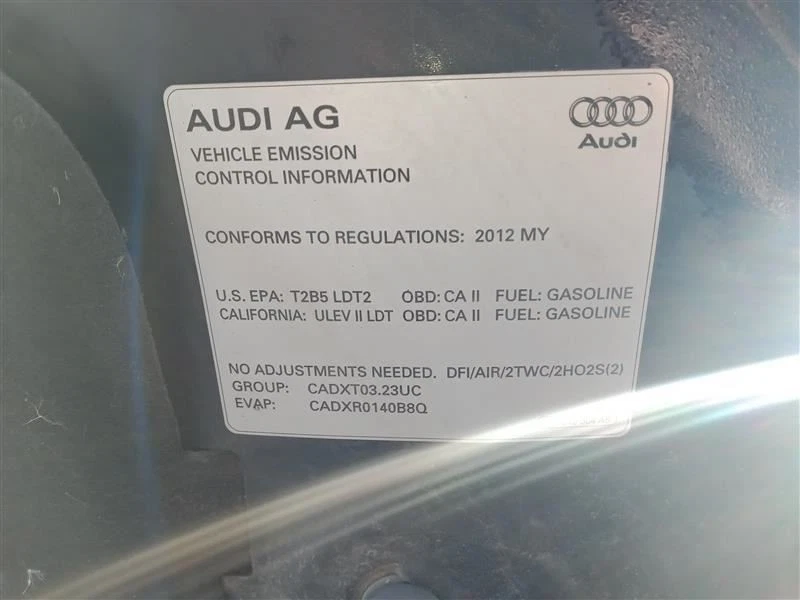 AUDI AG
Audi
VEHICLE EMISSION
CONTROL INFORMATION
CONFORMS TO REGULATIONS: 2012 MY
U.S. EPA: T2B5 LDT2 OBD: CA II FUEL: GASOLINE
CALIFORNIA: ULEV II LDT OBD: CA II FUEL: GASOLINE
NO ADJUSTMENTS NEEDED. DFI/AIR/2TWC/2HO2S(2)
GROUP: CADXT03.23UC
EVAP: CADXR0140B8Q